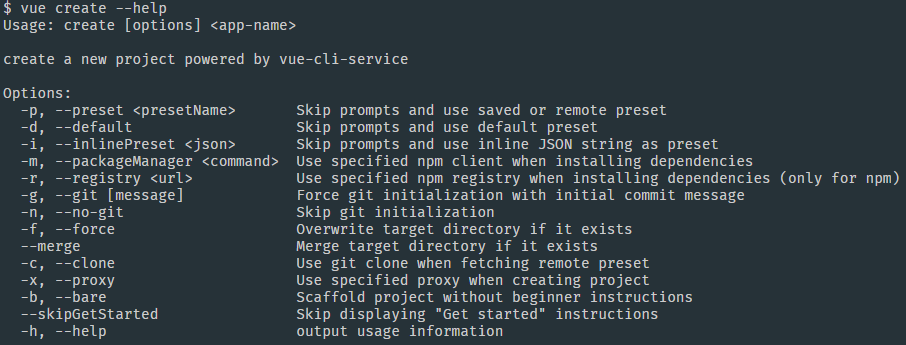 $ vue create --help
Usage: create [options] <app-name>

create a new project powered by vue-cli-service

Options:
  -p, --preset <presetName>       Skip prompts and use saved or remote preset
  -d, --default                   Skip prompts and use default preset
  -i, --inlinePreset <json>       Skip prompts and use inline JSON string as preset
  -m, --packageManager <command>  Use specified npm client when installing dependencies
  -r, --registry <url>            Use specified npm registry when installing dependencies (only for npm)
  -g, --git [message]             Force git initialization with initial commit message
  -n, --no-git                    Skip git initialization
  -f, --force                     Overwrite target directory if it exists
  --merge                         Merge target directory if it exists
  -c, --clone                     Use git clone when fetching remote preset
  -x, --proxy                     Use specified proxy when creating project
  -b, --bare                      Scaffold project without beginner instructions
  --skipGetStarted                Skip displaying "Get started" instructions
  -h, --help                      output usage information